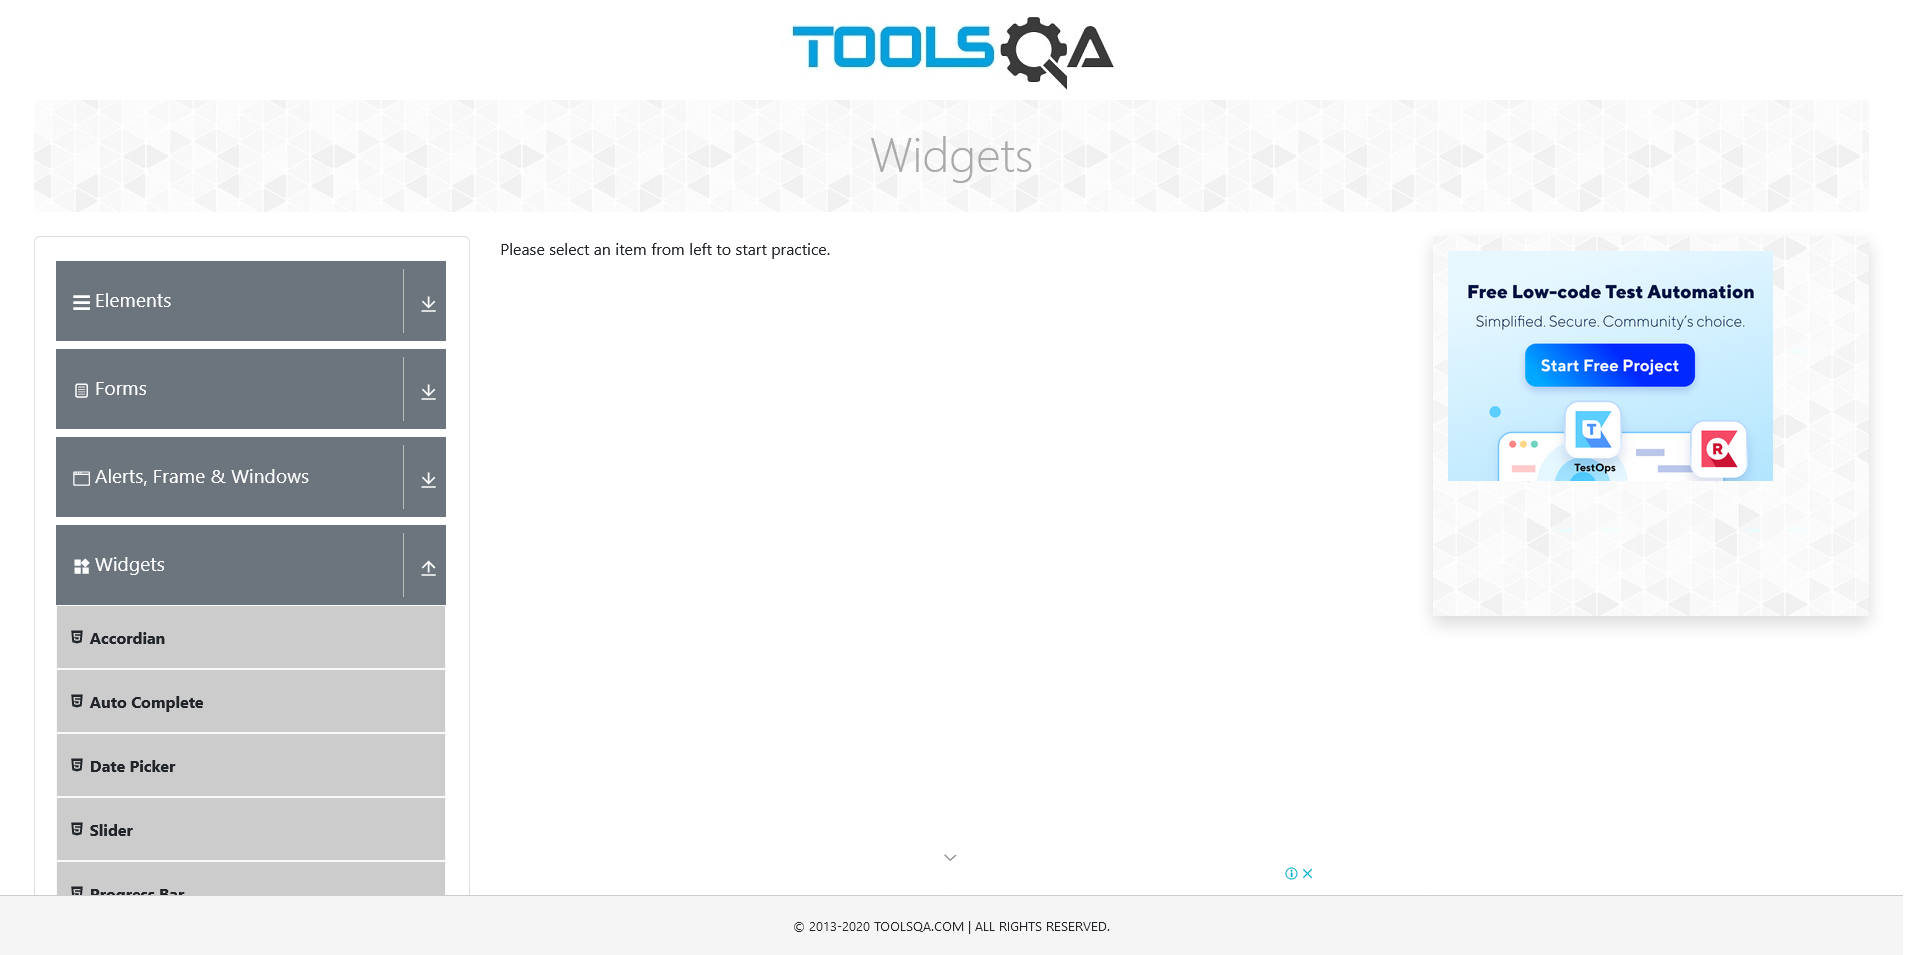 TOOLSQA
Widgets
Elements
Forms
Alerts, Frame & Windows
Widgets
Accordian
Auto Complete
Date Picker
Slider
Progress Bar
Please select an item from left to start practice.
Free Low-code Test Automation
Simplified. Secure. Community's choice.
Start Free Project
T
TestOps
R
© 2013-2020 TOOLSQA.COM | ALL RIGHTS RESERVED.